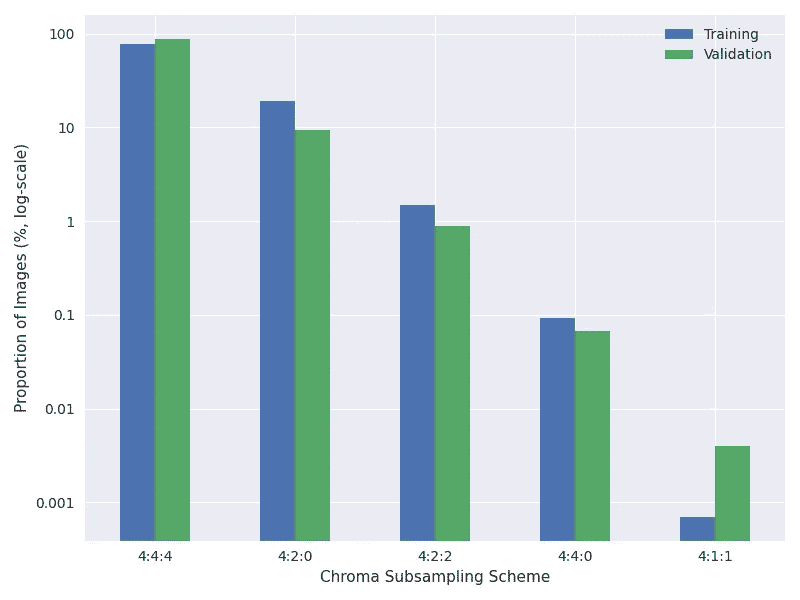 Training
Validation
100
10
1
0.1
0.01
0.001
Proportion of Images (%, log-scale)
4:4:4
4:2:0
4:2:2
4:4:0
4:1:1
Chroma Subsampling Scheme